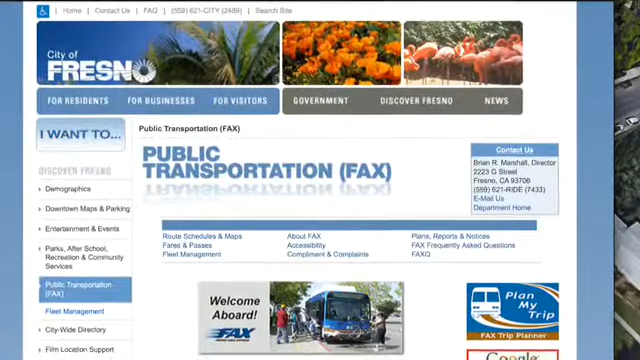 Home | Contact Us | FAQ | (559) 621-CITY (2489) | Search Site
City of
FRESNO
FOR RESIDENTS FOR BUSINESSES FOR VISITORS GOVERNMENT DISCOVER FRESNO NEWS
I WANT TO...
Public Transportation (FAX)
DISCOVER FRESNO
Demographics
Downtown Maps & Parking
Entertainment & Events
Parks, After School,
Recreation & Community
Services
Public Transportation
(FAX)
Fleet Management
City-Wide Directory
Film Location Support
PUBLIC
TRANSPORTATION (FAX)
Contact Us
Brian R. Marshall, Director
2223 G Street
Fresno, CA 93706
(559) 621-RIDE (7433)
E-Mail Us
Department Home
Route Schedules & Maps About FAX Plans, Reports & Notices
Fares & Passes Accessibility FAX Frequently Asked Questions
Fleet Management Compliment & Complaints FAXQ
Welcome
Aboard!
FAX
Plan
My
Trip
FAX Trip Planner
Google